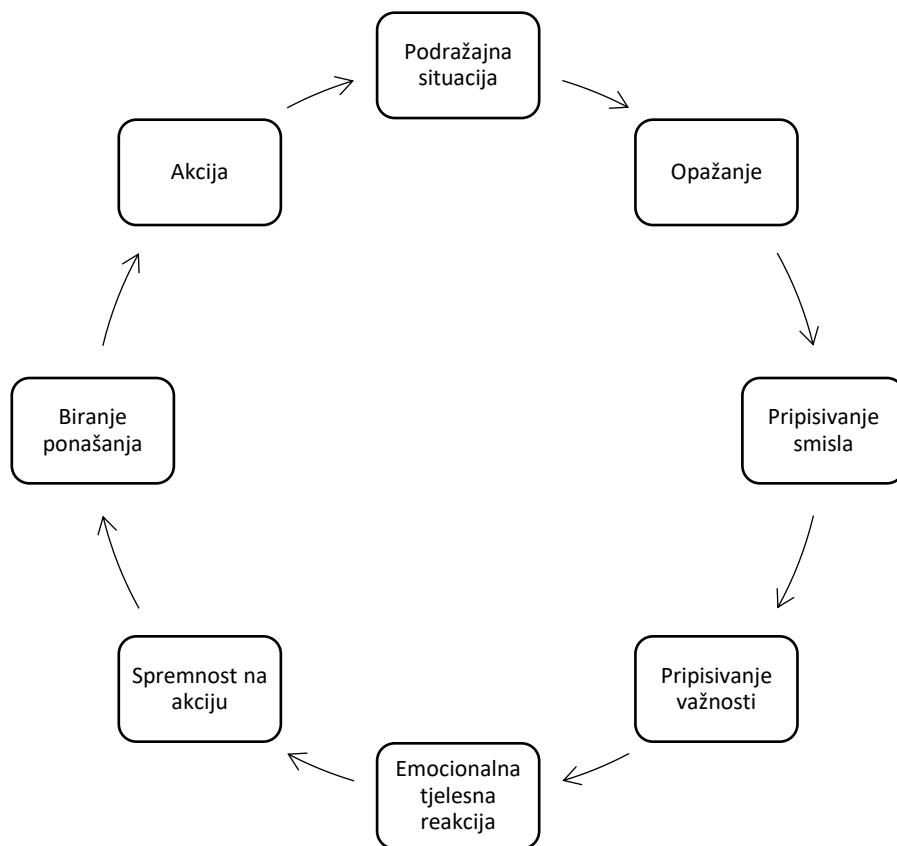 Podražajna
situacija
Opažanje
Pripisivanje
smisla
Pripisivanje
važnosti
Emocionalna
tjelesna
reakcija
Spremnost na
akciju
Biranje
ponašanja
Akcija